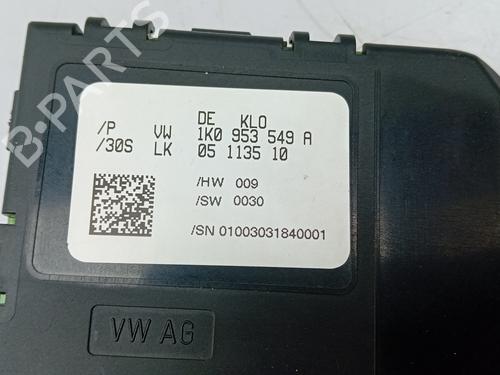 DE KLO
/P VW 1K0 953 549 A
/30S LK 05 1135 10
/HW 009
/SW 0030
/SN 01003031840001
VW AG
B-PARTS